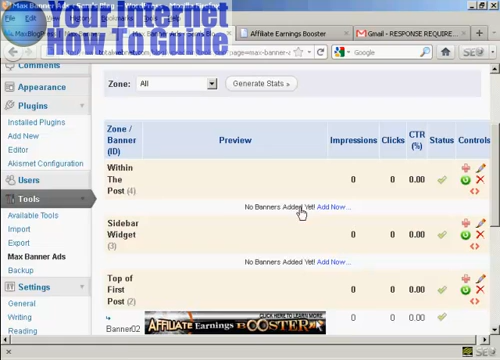 Max Banner Ads
Your Internet
How To Guide
Affiliate Earnings Booster
Gmail - RESPONSE REQUIRE...
Google
Comments
Appearance
Plugins
Installed Plugins
Add New
Editor
Akismet Configuration
Users
Tools
Available Tools
Import
Export
Max Banner Ads
Backup
Settings
General
Writing
Reading
Zone: All Generate Stats »
Zone / Banner (ID) Preview Impressions Clicks CTR (%) Status Controls
Within The Post (4) 0 0 0.00
No Banners Added Yet! Add Now...
Sidebar Widget (3) 0 0 0.00
No Banners Added Yet! Add Now...
Top of First Post (2) 0 0 0.00
Banner02
CLICK HERE TO LEARN MORE
AFFILIATE EARNINGS BOOSTER
0 0 0.00